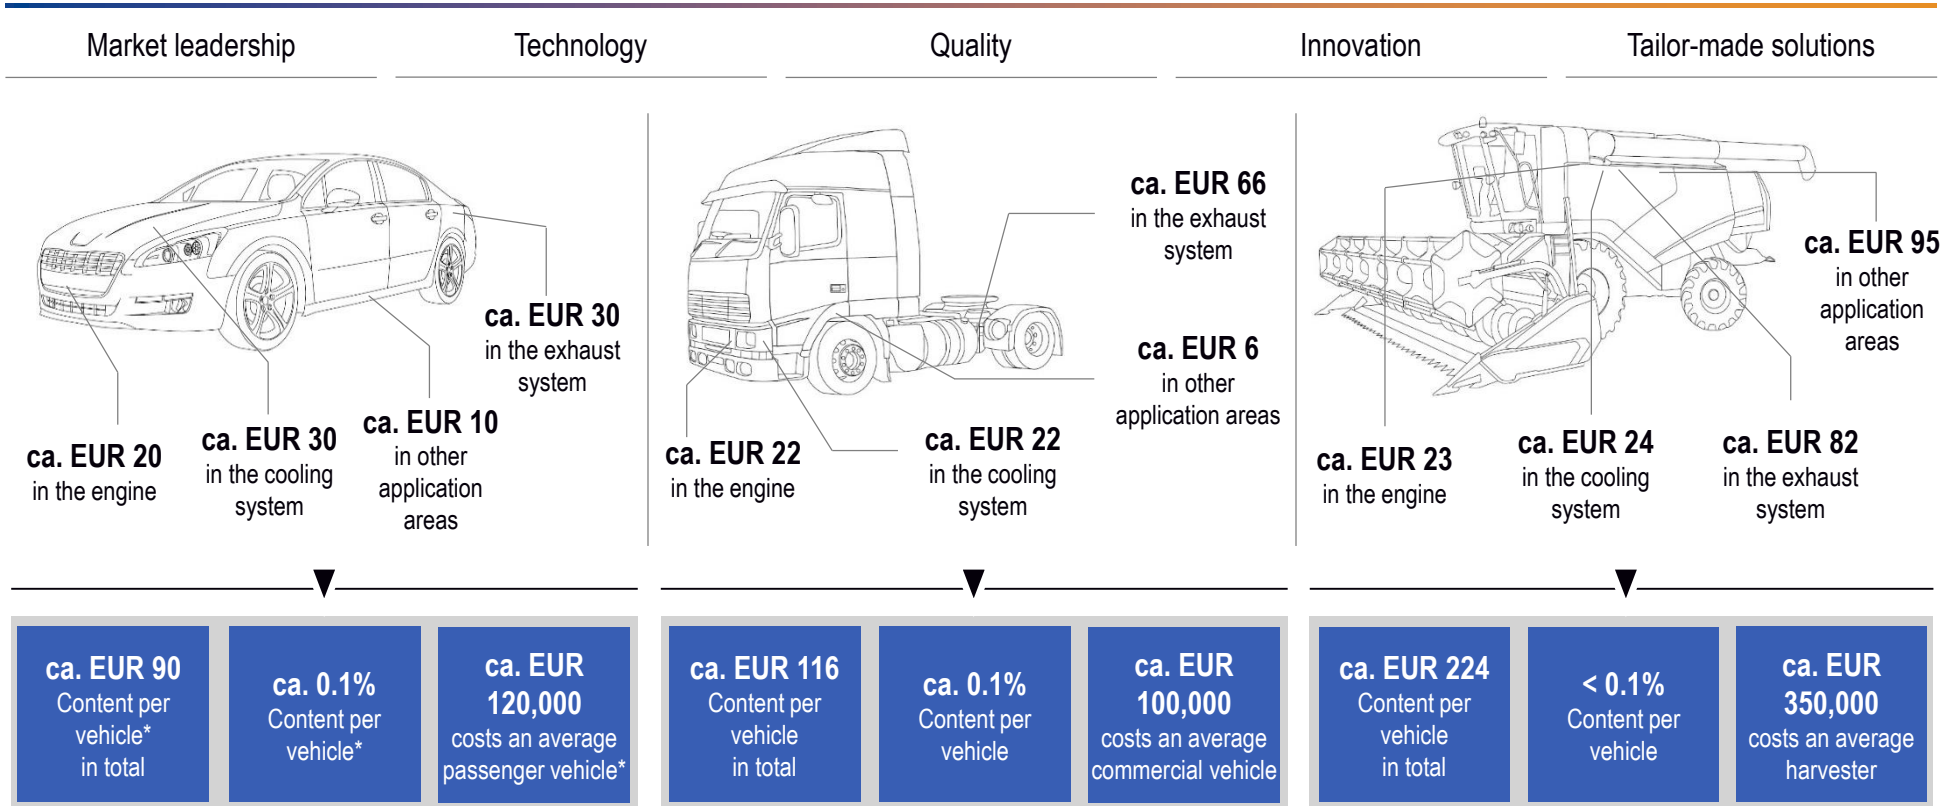 Market leadership
Technology
Quality
Innovation
Tailor-made solutions
ca. EUR 20
in the engine
ca. EUR 30
in the cooling
system
ca. EUR 10
in other
application
areas
ca. EUR 30
in the exhaust
system
ca. EUR 66
in the exhaust
system
ca. EUR 6
in other
application areas
ca. EUR 22
in the engine
ca. EUR 22
in the cooling
system
ca. EUR 95
in other
application
areas
ca. EUR 23
in the engine
ca. EUR 24
in the cooling
system
ca. EUR 82
in the exhaust
system
ca. EUR 90
Content per
vehicle*
in total
ca. 0.1%
Content per
vehicle*
ca. EUR
120,000
costs an average
passenger vehicle*
ca. EUR 116
Content per
vehicle
in total
ca. 0.1%
Content per
vehicle
ca. EUR
100,000
costs an average
commercial vehicle
ca. EUR 224
Content per
vehicle
in total
< 0.1%
Content per
vehicle
ca. EUR
350,000
costs an average
harvester